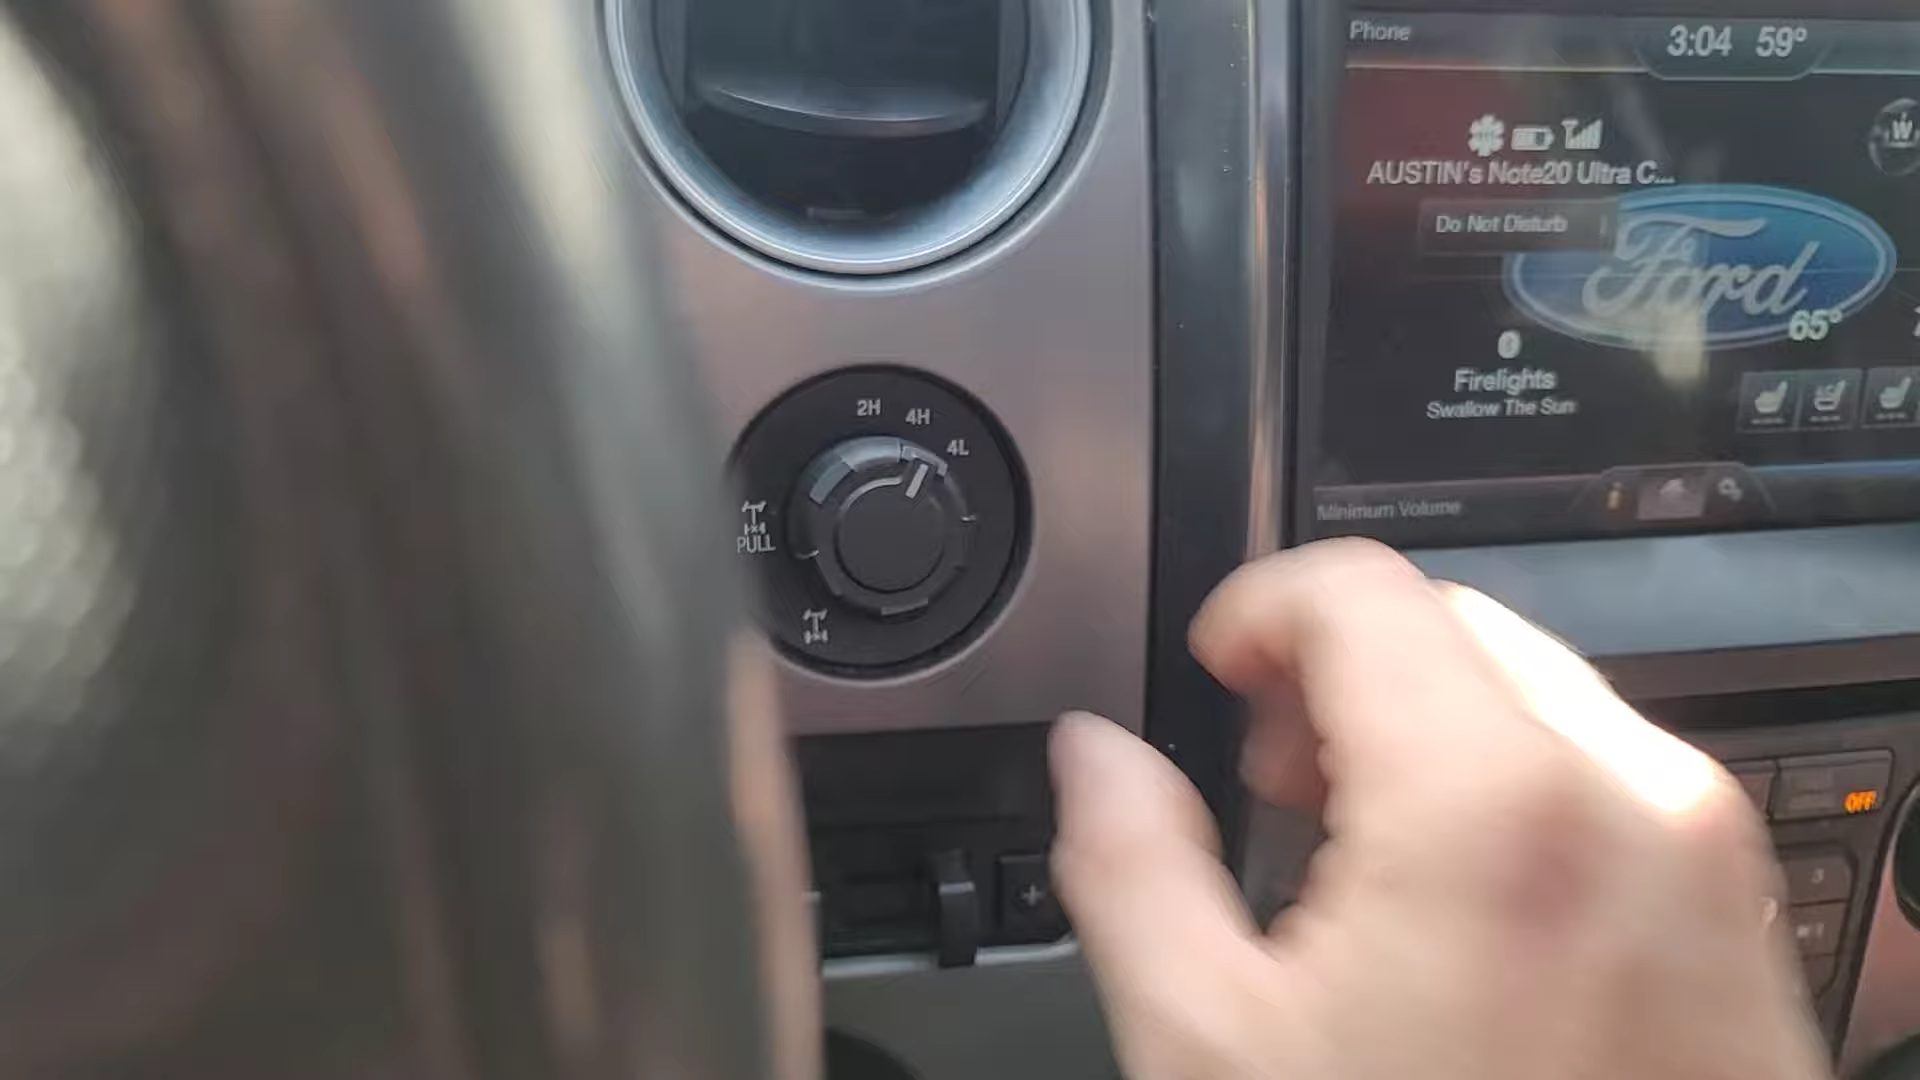 Phone
3:04 59°
W
AUSTIN's Note20 Ultra C...
Do Not Disturb
Ford
65°
Firelights
Swallow The Sun
Minimum Volume
2H
4H
4L
PULL
OFF
3
+